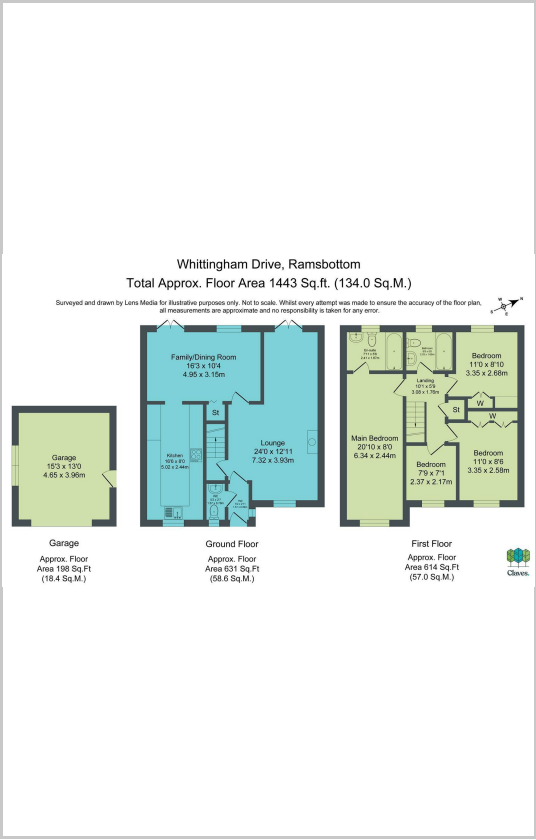 Whittingham Drive, Ramsbottom
Total Approx. Floor Area 1443 Sq.ft. (134.0 Sq.M.)
Surveyed and drawn by Lens Media for illustrative purposes only. Not to scale. Whilst every attempt was made to ensure the accuracy of the floor plan,
all measurements are approximate and no responsibility is taken for any error.
W
N
S
E
Garage
15'3 x 13'0
4.65 x 3.96m
Garage
Approx. Floor
Area 198 Sq.Ft
(18.4 Sq.M.)
Family/Dining Room
16'3 x 10'4
4.95 x 3.15m
St
Kitchen
16'6 x 8'0
5.02 x 2.44m
Lounge
24'0 x 12'11
7.32 x 3.93m
Ground Floor
Approx. Floor
Area 631 Sq.Ft
(58.6 Sq.M.)
Landing
10'1 x 5'9
3.08 x 1.76m
Bedroom
11'0 x 8'10
3.35 x 2.68m
W
St
W
Main Bedroom
20'10 x 8'0
6.34 x 2.44m
Bedroom
7'9 x 7'1
2.37 x 2.17m
Bedroom
11'0 x 8'6
3.35 x 2.58m
First Floor
Approx. Floor
Area 614 Sq.Ft
(57.0 Sq.M.)
Claves.